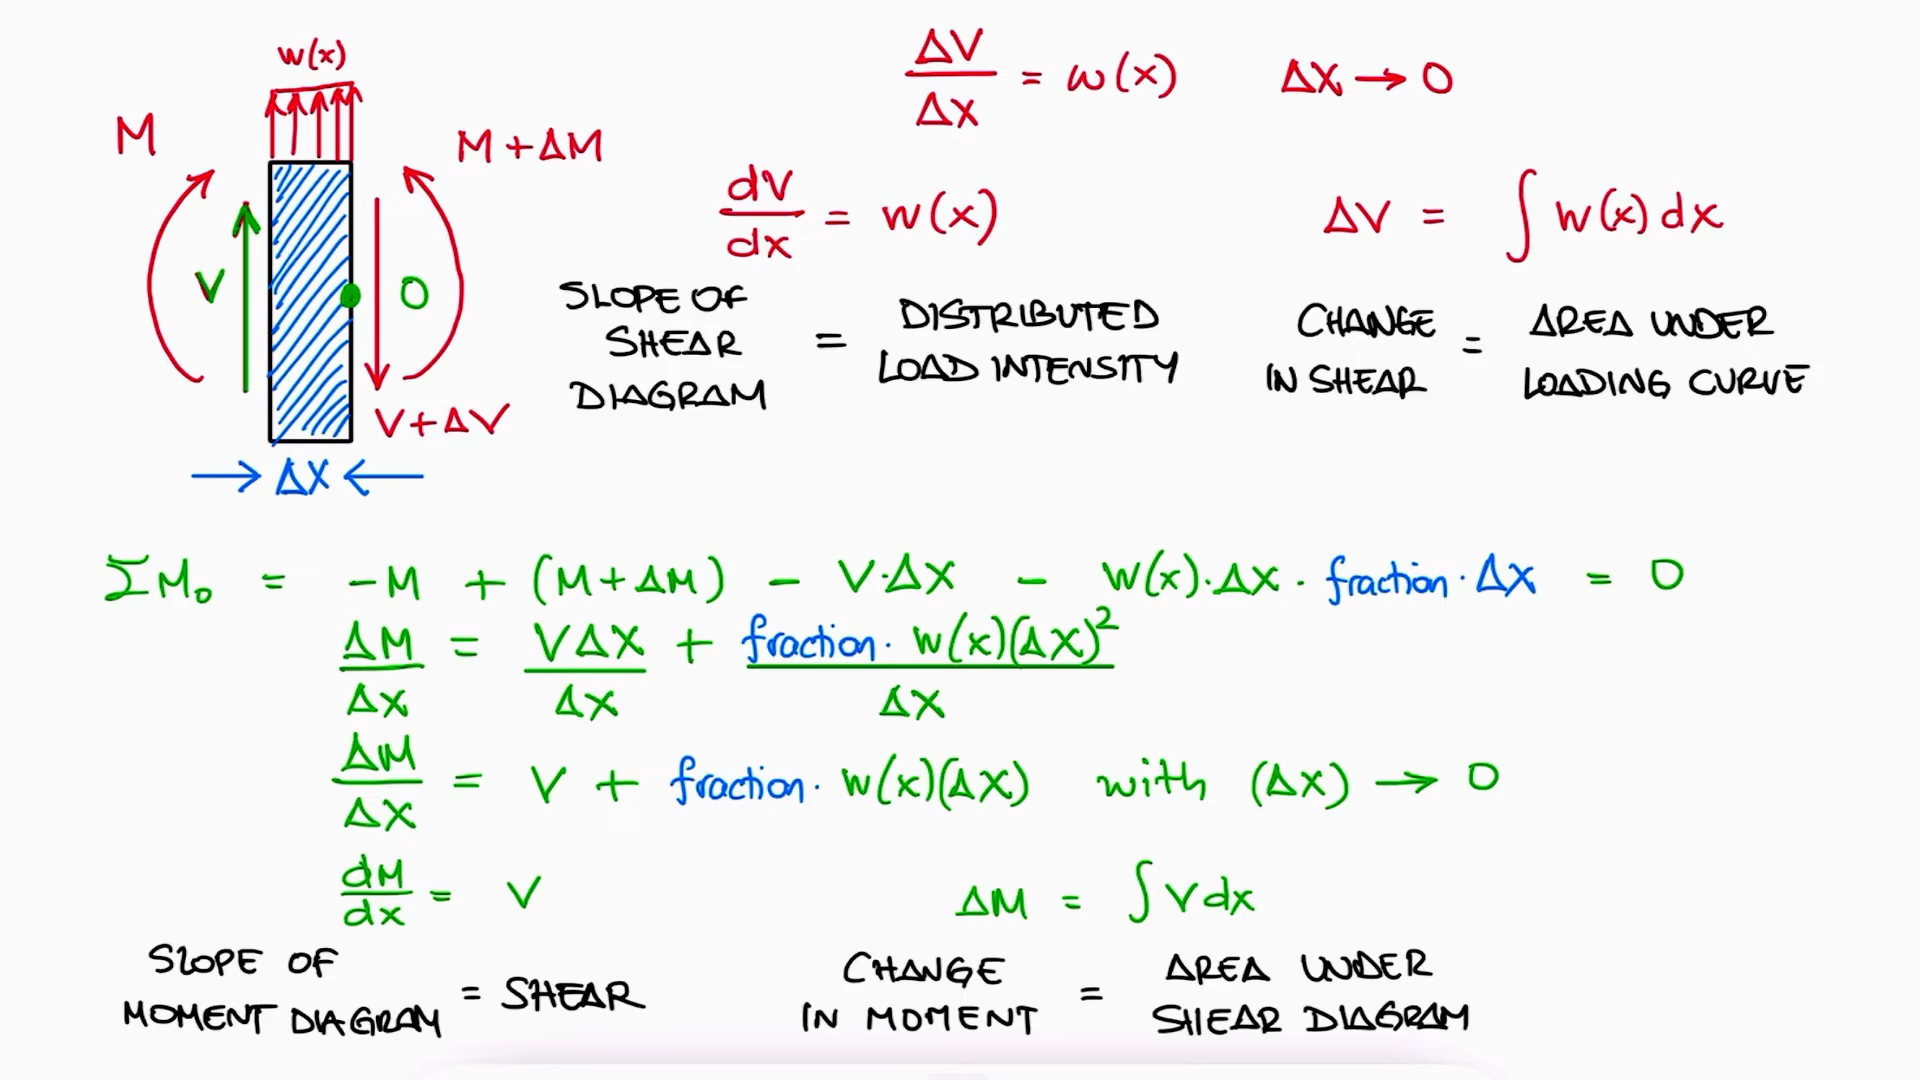 w(x)
M
M + ΔM
V
O
V + ΔV
→ ΔX ←
ΔV/ΔX = w(x)   ΔX → 0
dV/dx = w(x)
ΔV = ∫ w(x) dx
SLOPE OF
SHEAR
DIAGRAM
=
DISTRIBUTED
LOAD INTENSITY
CHANGE
IN SHEAR
=
AREA UNDER
LOADING CURVE
ΣM₀ = -M + (M + ΔM) - V·ΔX - w(x)·ΔX · fraction · ΔX = 0
ΔM/ΔX = VΔX/ΔX + fraction · w(x)(ΔX)²/ΔX
ΔM/ΔX = V + fraction · w(x)(ΔX) with (ΔX) → 0
dM/dx = V
ΔM = ∫ V dx
SLOPE OF
MOMENT DIAGRAM
= SHEAR
CHANGE
IN MOMENT
=
AREA UNDER
SHEAR DIAGRAM